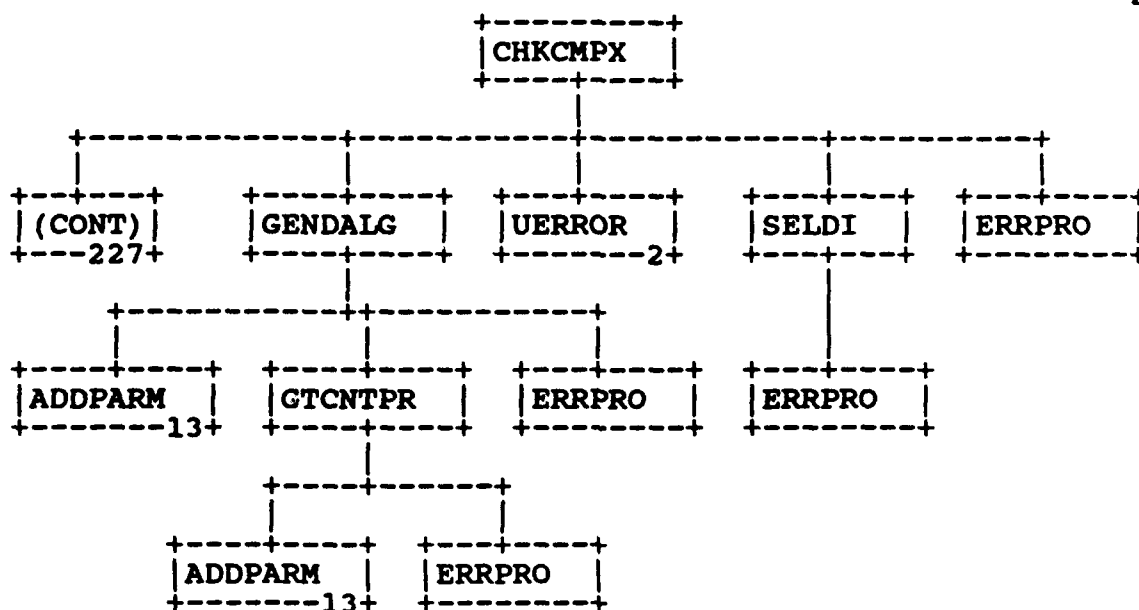 CHKCMPX
(CONT) GENDALG UERROR SELDI ERRPRO
227 2
ADDPARM GTCNTPR ERRPRO ERRPRO
13
ADDPARM ERRPRO
13